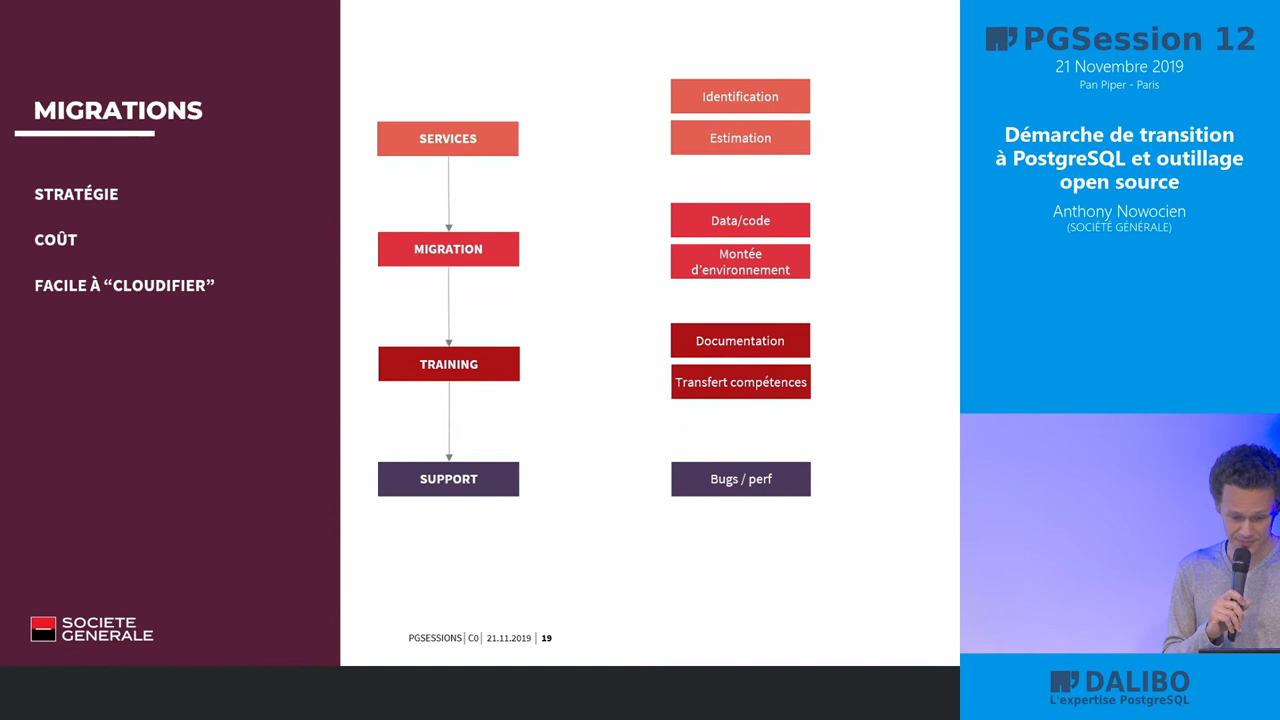 MIGRATIONS
STRATÉGIE
COÛT
FACILE À “CLOUDIFIER”
SOCIETE
GENERALE
SERVICES
MIGRATION
TRAINING
SUPPORT
Identification
Estimation
Data/code
Montée
d'environnement
Documentation
Transfert compétences
Bugs / perf
PGSESSIONS| C0| 21.11.2019 | 19
PGSession 12
21 Novembre 2019
Pan Piper - Paris
Démarche de transition
à PostgreSQL et outillage
open source
Anthony Nowocien
(SOCIÉTÉ GÉNÉRALE)
DALIBO
L'expertise PostgreSQL